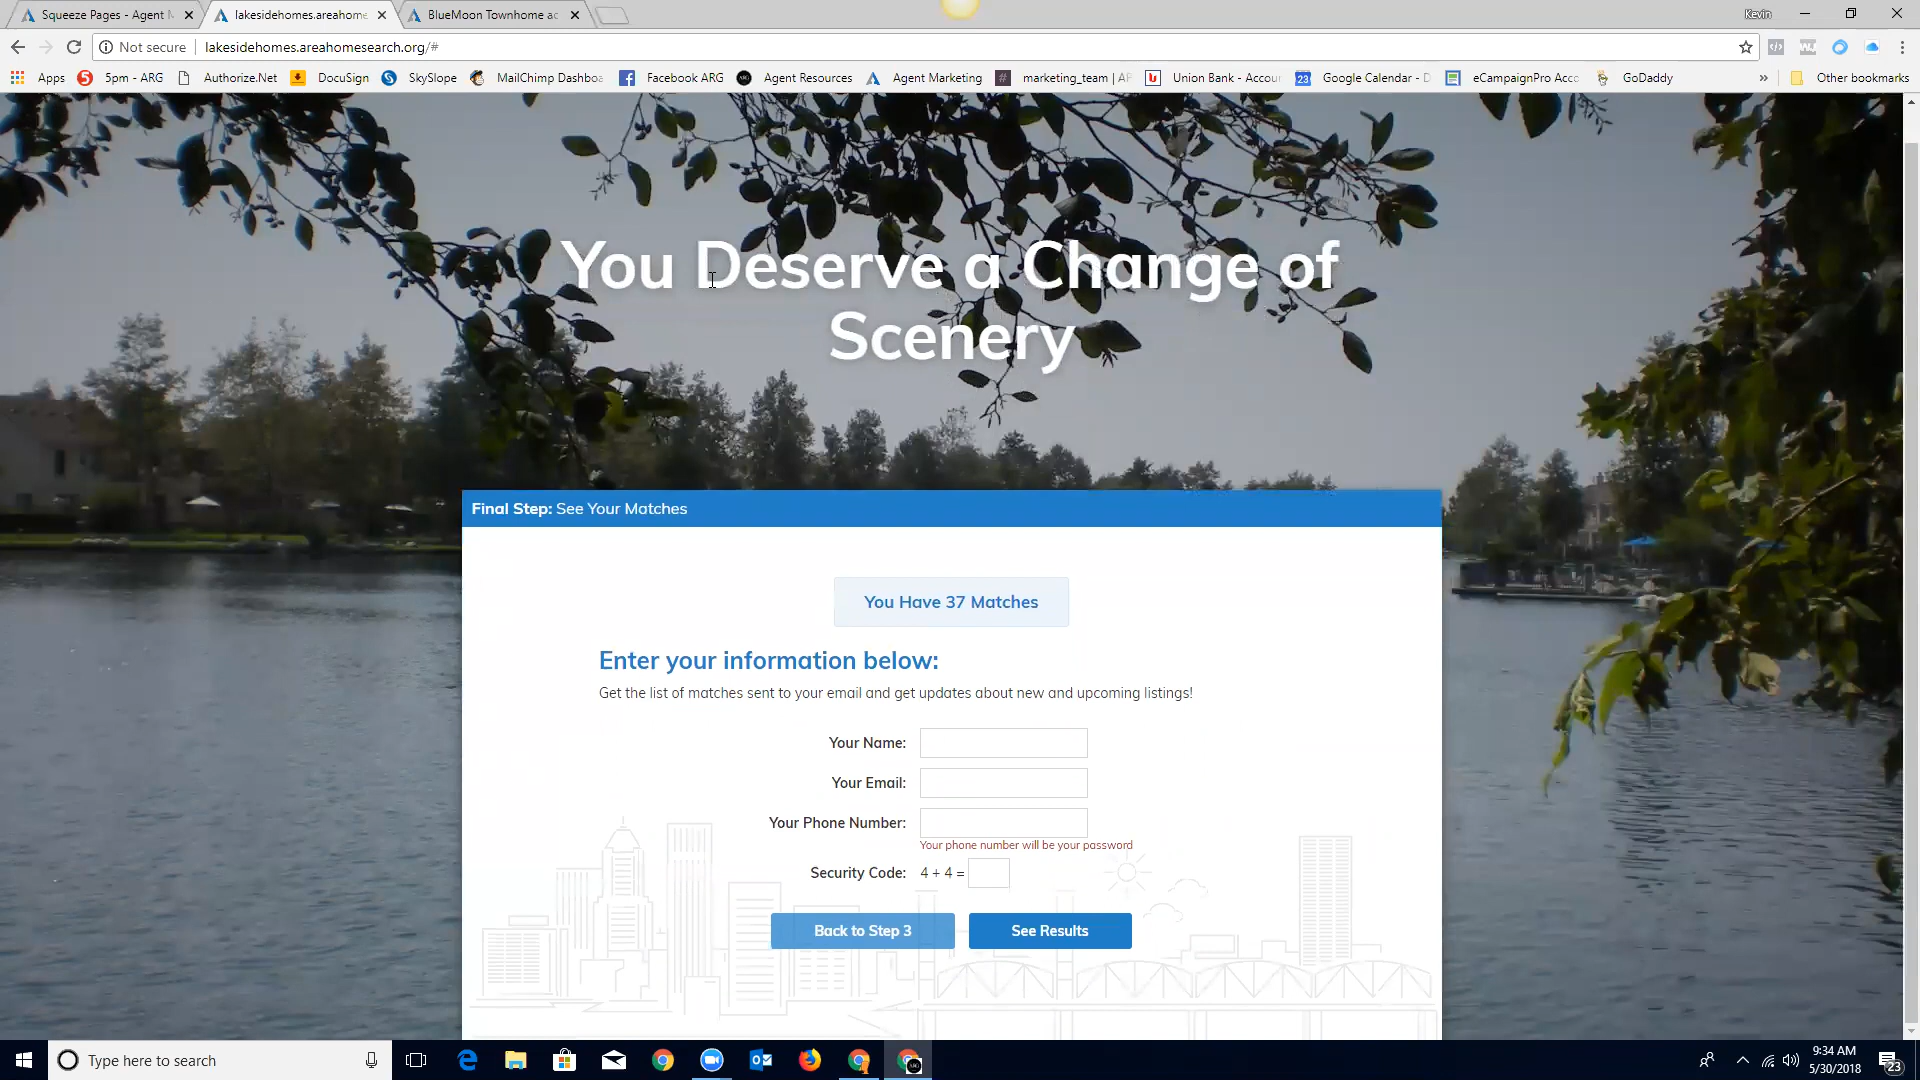 Squeeze Pages - Agent
lakesidehomes.areahome
BlueMoon Townhome ac
Kevin
Not secure
lakesidehomes.areahomesearch.org/#
Apps
5
5pm - ARG
Authorize.Net
DocuSign
SkySlope
MailChimp Dashboa
Facebook ARG
Agent Resources
Agent Marketing
marketing_team | AR
Union Bank - Accou
23
Google Calendar - D
eCampaignPro Acco
GoDaddy
Other bookmarks
You Deserve a Change of
Scenery
Final Step: See Your Matches
You Have 37 Matches
Enter your information below:
Get the list of matches sent to your email and get updates about new and upcoming listings!
Your Name:
Your Email:
Your Phone Number:
Your phone number will be your password
Security Code: 4 + 4 =
Back to Step 3
See Results
Type here to search
9:34 AM
5/30/2018
23